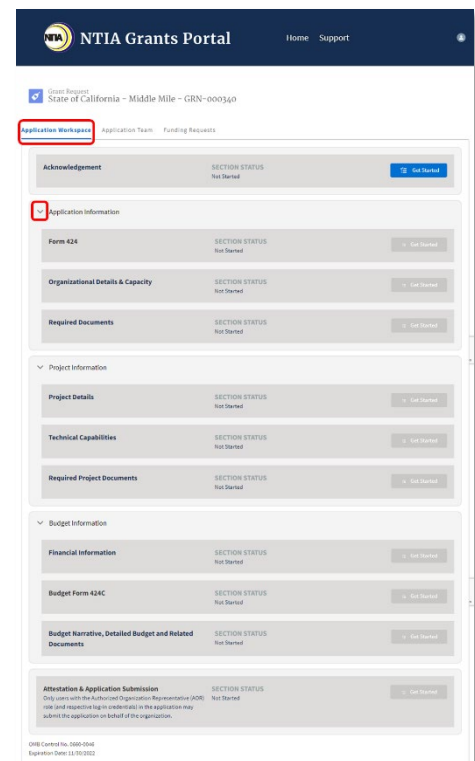 NTIA NTIA Grants Portal Home Support
Grant Request
State of California - Middle Mile - GRN-000340
Application Workspace Application Team Funding Requests
Acknowledgement SECTION STATUS Get Started
Not Started
Application Information
Form 424 SECTION STATUS Get Started
Not Started
Organizational Details & Capacity SECTION STATUS Get Started
Not Started
Required Documents SECTION STATUS Get Started
Not Started
Project Information
Project Details SECTION STATUS Get Started
Not Started
Technical Capabilities SECTION STATUS Get Started
Not Started
Required Project Documents SECTION STATUS Get Started
Not Started
Budget Information
Financial Information SECTION STATUS Get Started
Not Started
Budget Form 424C SECTION STATUS Get Started
Not Started
Budget Narrative, Detailed Budget and Related SECTION STATUS Get Started
Documents Not Started
Attestation & Application Submission SECTION STATUS Get Started
Only users with the Authorized Organization Representative (AOR) Not Started
role (and respective log-in credentials) in the application may
submit the application on behalf of the organization.
OMB Control No. 0660-0046
Expiration Date: 11/30/2022